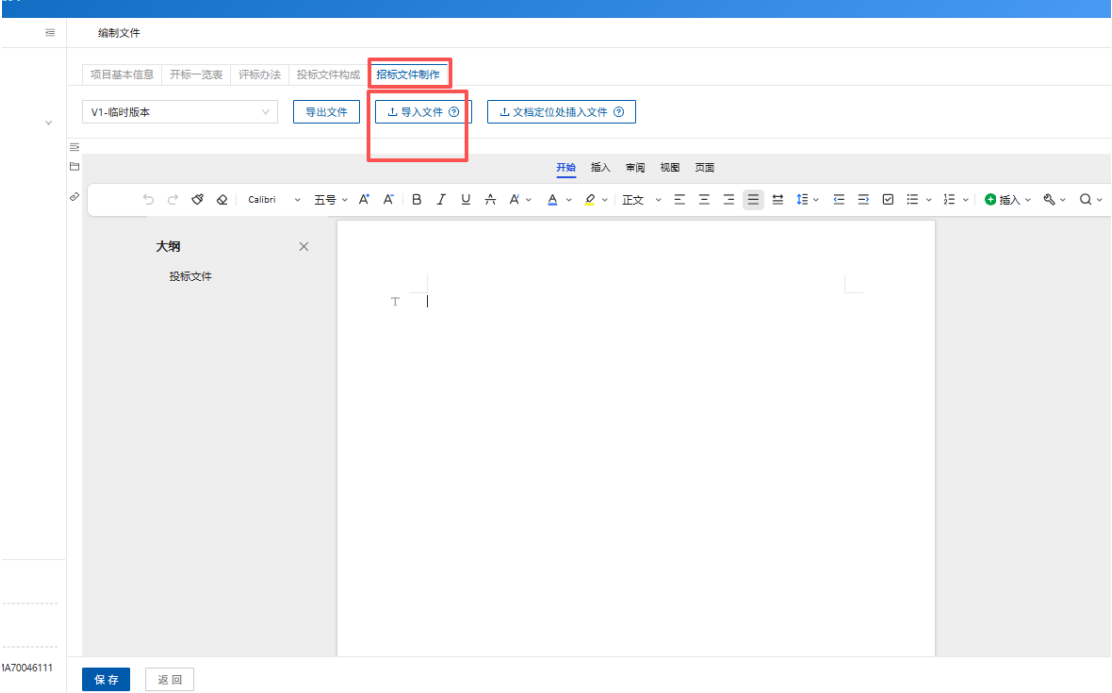 编制文件
项目基本信息 开标一览表 评标办法 投标文件构成 招标文件制作
V1-临时版本 导出文件 导入文件 文档定位处插入文件
开始 插入 审阅 视图 页面
Calibri 五号 正文 插入
大纲
投标文件
1A70046111
保存 返回